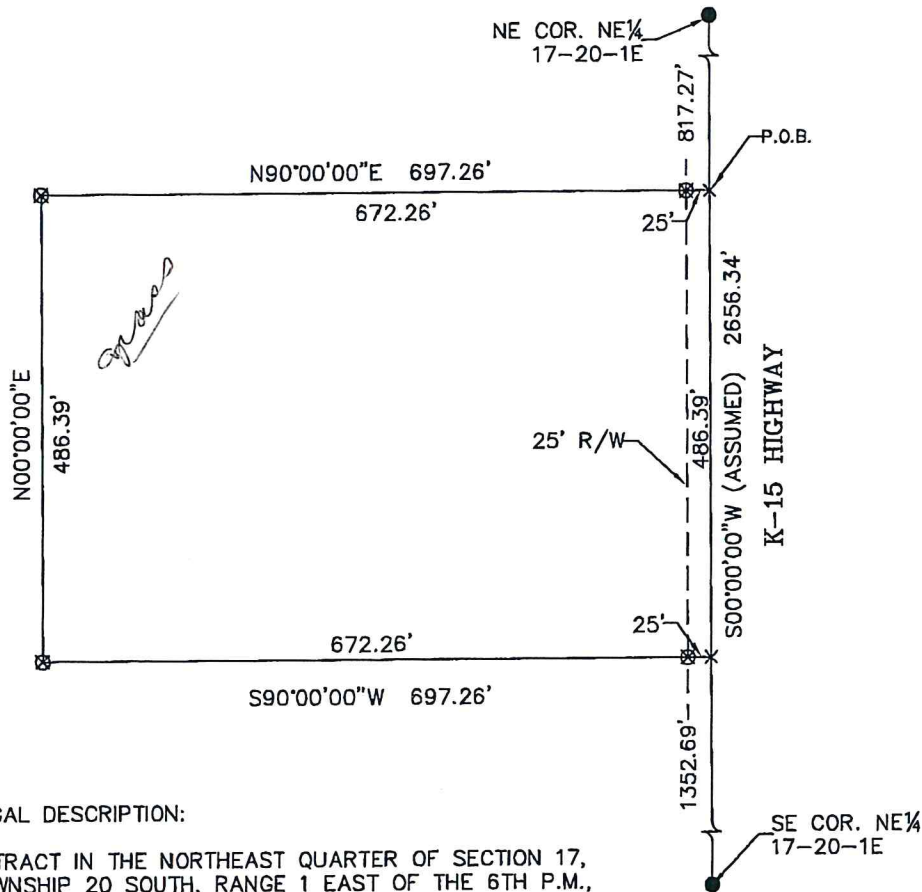 NE COR. NE¼
17-20-1E
817.27'
P.O.B.
N90°00'00"E 697.26'
672.26'
25'
N00°00'00"E
486.39'
25' R/W
486.39'
S00°00'00"W (ASSUMED) 2656.34'
K-15 HIGHWAY
25'
672.26'
S90°00'00"W 697.26'
1352.69'
SE COR. NE¼
17-20-1E
GAL DESCRIPTION:
TRACT IN THE NORTHEAST QUARTER OF SECTION 17,
WNSHIP 20 SOUTH, RANGE 1 EAST OF THE 6TH P.M.,